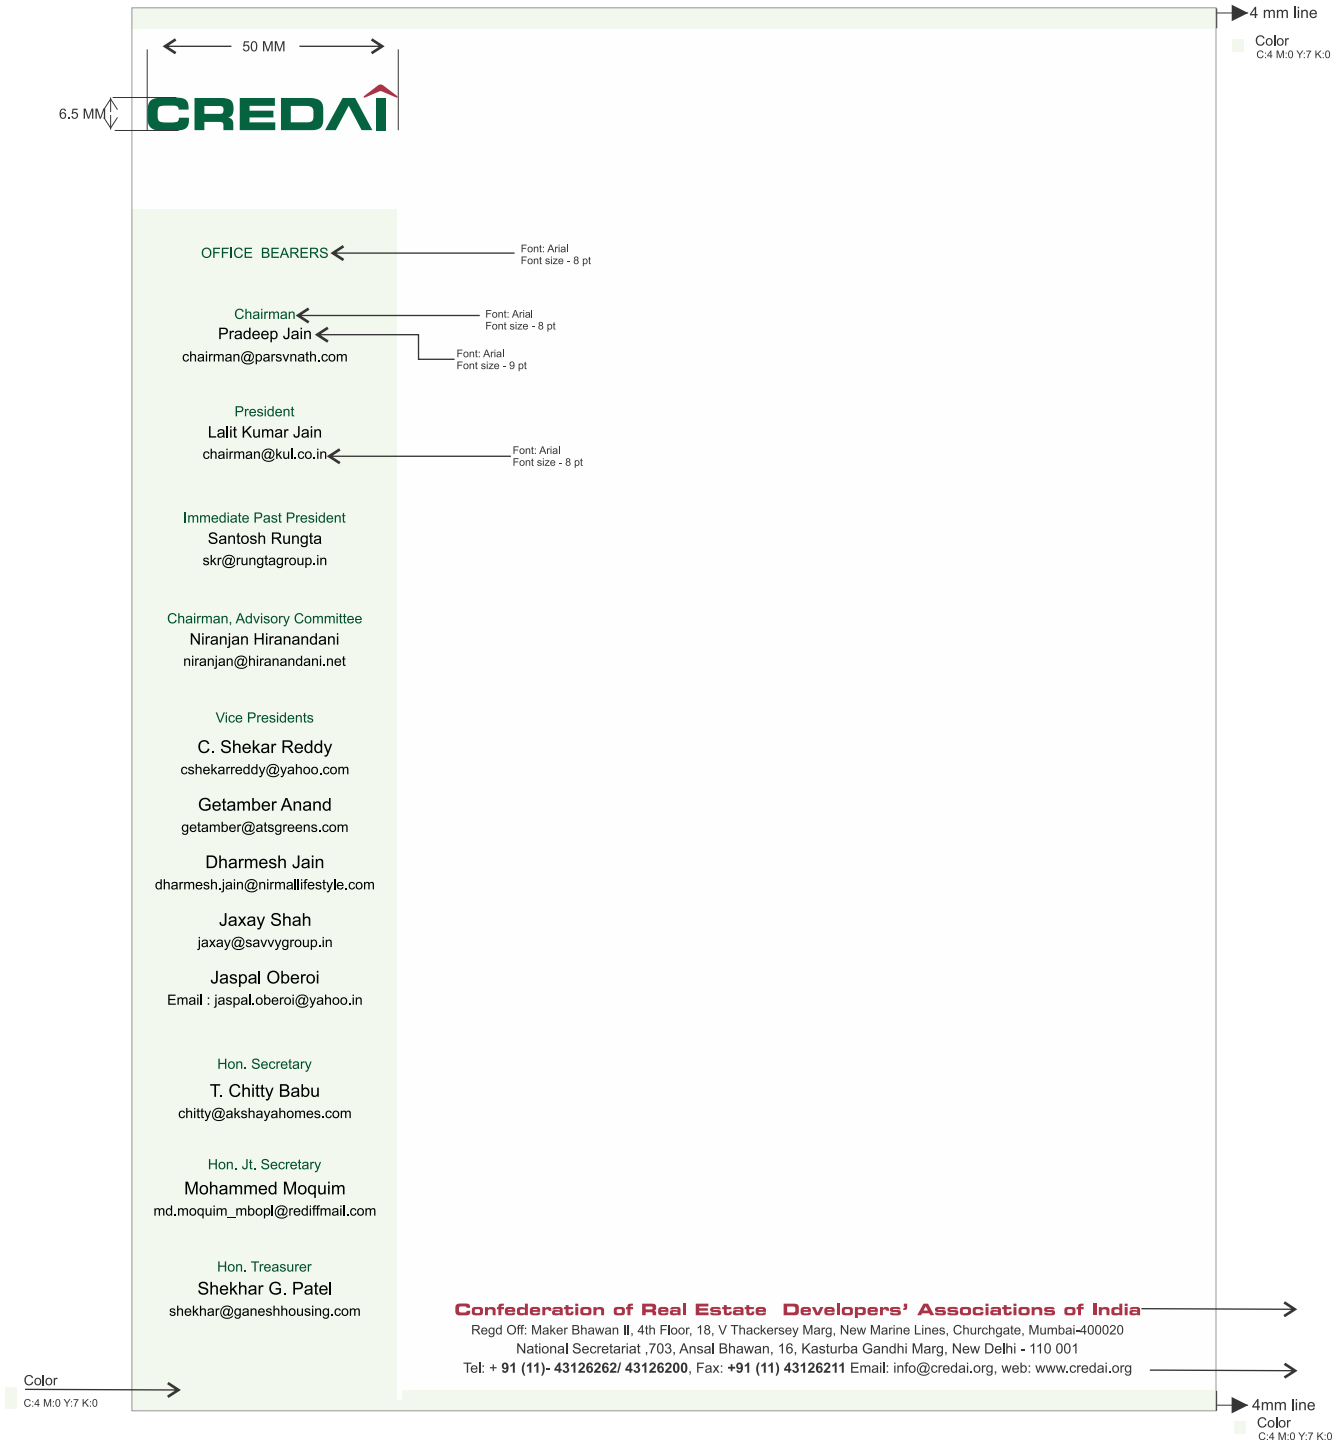 4 mm line
Color
C:4 M:0 Y:7 K:0
50 MM
6.5 MM
CREDAI
OFFICE BEARERS
Font: Arial
Font size - 8 pt
Chairman
Font: Arial
Font size - 8 pt
Pradeep Jain
chairman@parsvnath.com
Font: Arial
Font size - 9 pt
President
Lalit Kumar Jain
chairman@kul.co.in
Font: Arial
Font size - 8 pt
Immediate Past President
Santosh Rungta
skr@rungtagroup.in
Chairman, Advisory Committee
Niranjan Hiranandani
niranjan@hiranandani.net
Vice Presidents
C. Shekar Reddy
cshekarreddy@yahoo.com
Getamber Anand
getamber@atsgreens.com
Dharmesh Jain
dharmesh.jain@nirmallifestyle.com
Jaxay Shah
jaxay@savvygroup.in
Jaspal Oberoi
Email : jaspal.oberoi@yahoo.in
Hon. Secretary
T. Chitty Babu
chitty@akshayahomes.com
Hon. Jt. Secretary
Mohammed Moquim
md.moquim_mbopl@rediffmail.com
Hon. Treasurer
Shekhar G. Patel
shekhar@ganeshhousing.com
Confederation of Real Estate Developers' Associations of India
Regd Off: Maker Bhawan II, 4th Floor, 18, V Thackersey Marg, New Marine Lines, Churchgate, Mumbai-400020
National Secretariat ,703, Ansal Bhawan, 16, Kasturba Gandhi Marg, New Delhi - 110 001
Tel: + 91 (11)- 43126262/ 43126200, Fax: +91 (11) 43126211 Email: info@credai.org, web: www.credai.org
Color
C:4 M:0 Y:7 K:0
4mm line
Color
C:4 M:0 Y:7 K:0